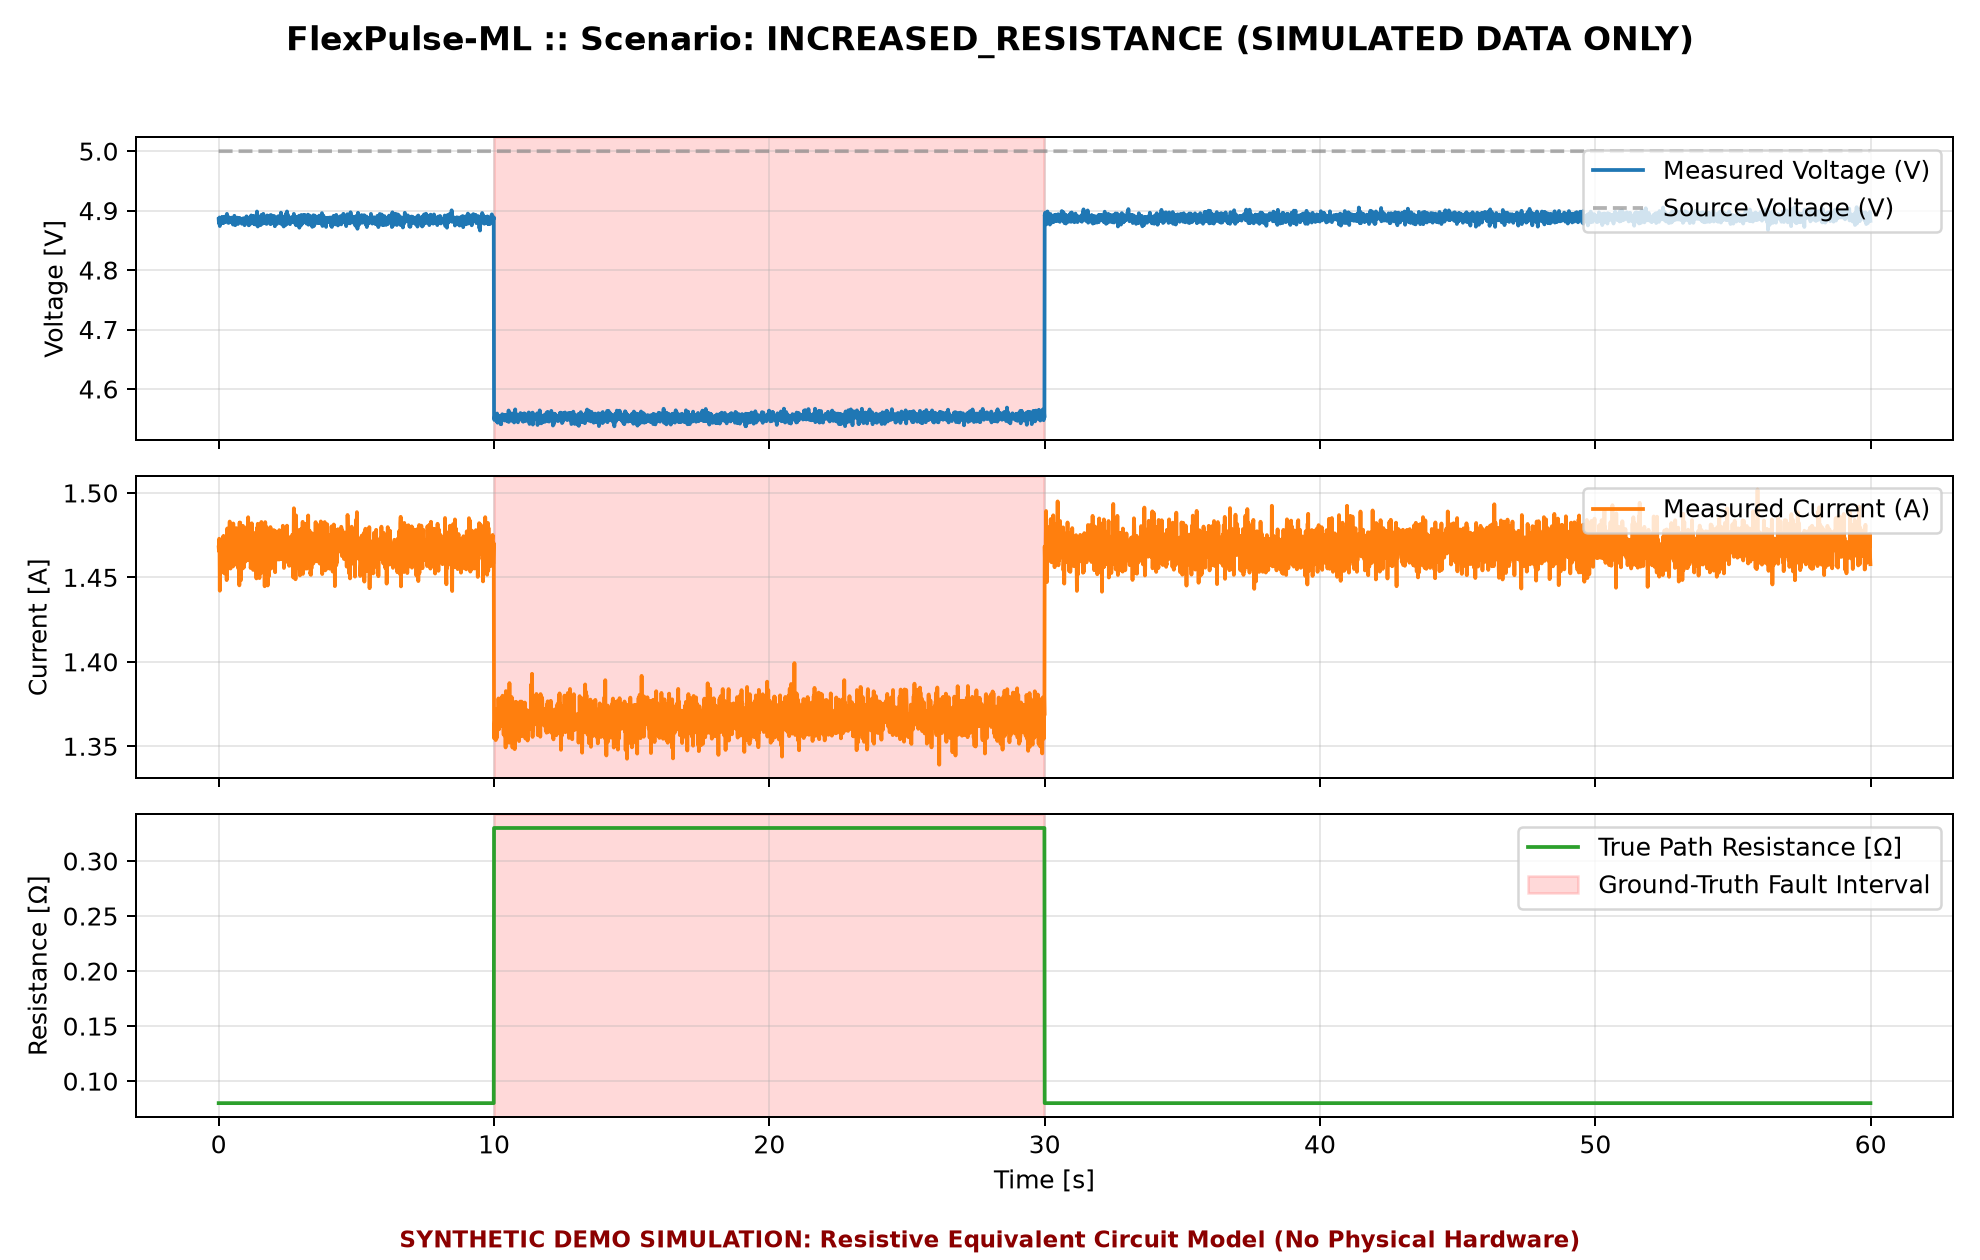 FlexPulse-ML :: Scenario: INCREASED_RESISTANCE (SIMULATED DATA ONLY)
Voltage [V]
5.0
4.9
4.8
4.7
4.6
Measured Voltage (V)
Source Voltage (V)
Current [A]
1.50
1.45
1.40
1.35
Measured Current (A)
Resistance [Ω]
0.30
0.25
0.20
0.15
0.10
True Path Resistance [Ω]
Ground-Truth Fault Interval
0 10 20 30 40 50 60
Time [s]
SYNTHETIC DEMO SIMULATION: Resistive Equivalent Circuit Model (No Physical Hardware)